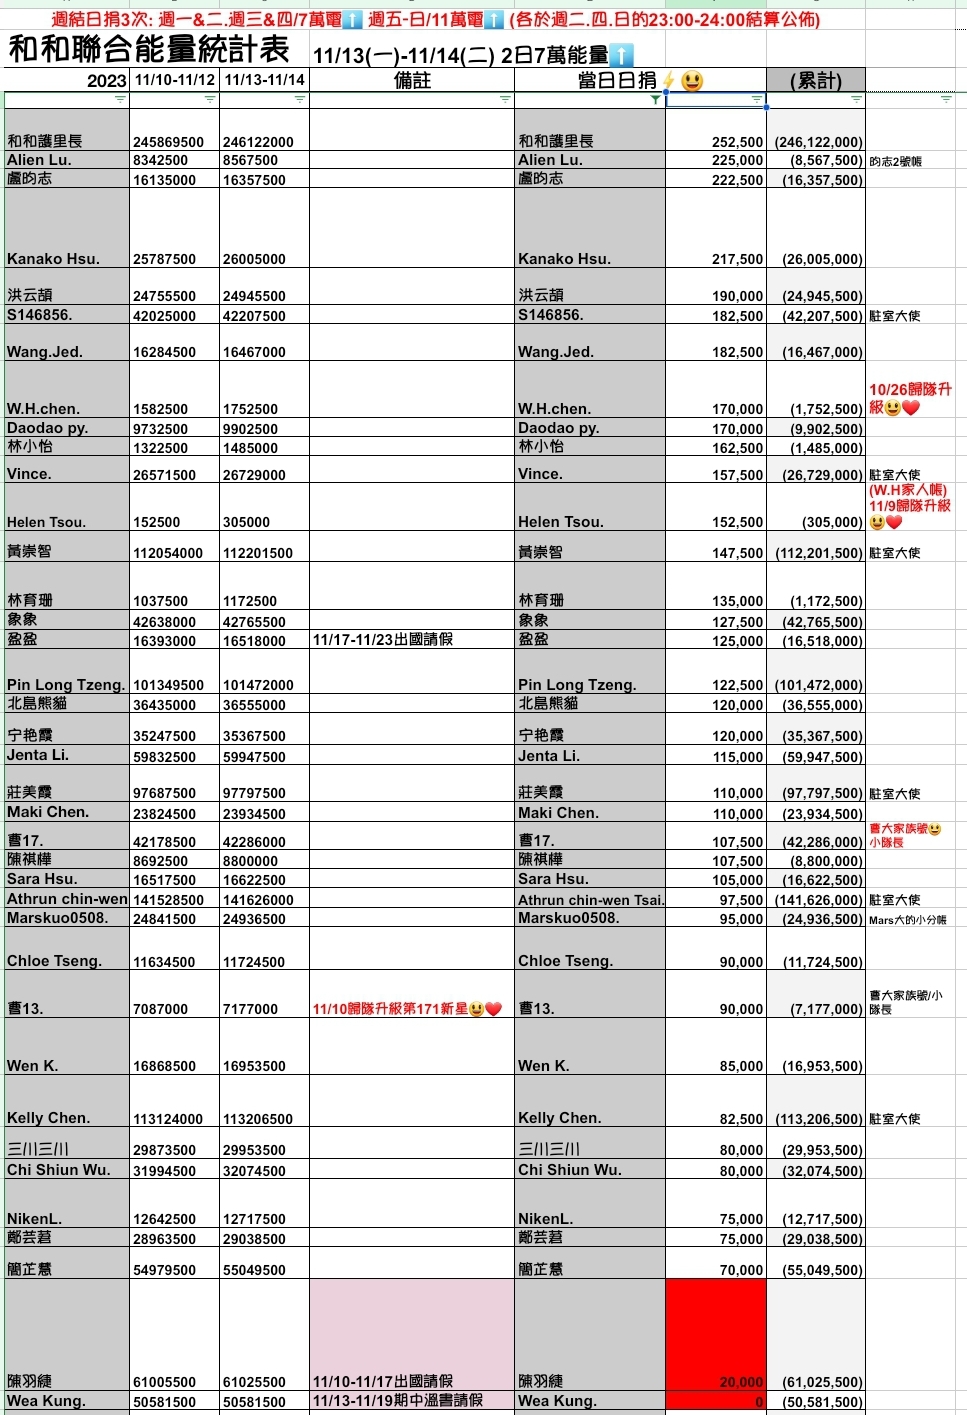 週結日捐3次: 週一&二.週三&四/7萬電⬆️ 週五-日/11萬電⬆️ (各於週二.四.日的23:00-24:00結算公佈)
和和聯合能量統計表 11/13(一)-11/14(二) 2日7萬能量⬆️
2023 11/10-11/12 11/13-11/14 備註 當日日捐⚡😃 (累計)
和和護里長 245869500 246122000 和和護里長 252,500 (246,122,000)
Alien Lu. 8342500 8567500 Alien Lu. 225,000 (8,567,500) 昀志2號帳
盧昀志 16135000 16357500 盧昀志 222,500 (16,357,500)
Kanako Hsu. 25787500 26005000 Kanako Hsu. 217,500 (26,005,000)
洪云頡 24755500 24945500 洪云頡 190,000 (24,945,500)
S146856. 42025000 42207500 S146856. 182,500 (42,207,500) 駐室大使
Wang.Jed. 16284500 16467000 Wang.Jed. 182,500 (16,467,000)
10/26歸隊升
W.H.chen. 1582500 1752500 W.H.chen. 170,000 (1,752,500) 級😃❤️
Daodao py. 9732500 9902500 Daodao py. 170,000 (9,902,500)
林小怡 1322500 1485000 林小怡 162,500 (1,485,000)
Vince. 26571500 26729000 Vince. 157,500 (26,729,000) 駐室大使
(W.H家人帳)
11/9歸隊升級
Helen Tsou. 152500 305000 Helen Tsou. 152,500 (305,000) 😃❤️
黃崇智 112054000 112201500 黃崇智 147,500 (112,201,500) 駐室大使
林育珊 1037500 1172500 林育珊 135,000 (1,172,500)
象象 42638000 42765500 象象 127,500 (42,765,500)
盈盈 16393000 16518000 11/17-11/23出國請假 盈盈 125,000 (16,518,000)
Pin Long Tzeng. 101349500 101472000 Pin Long Tzeng. 122,500 (101,472,000)
北島熊貓 36435000 36555000 北島熊貓 120,000 (36,555,000)
宁艳霞 35247500 35367500 宁艳霞 120,000 (35,367,500)
Jenta Li. 59832500 59947500 Jenta Li. 115,000 (59,947,500)
莊美霞 97687500 97797500 莊美霞 110,000 (97,797,500) 駐室大使
Maki Chen. 23824500 23934500 Maki Chen. 110,000 (23,934,500)
曹大家族號😃
曹17. 42178500 42286000 曹17. 107,500 (42,286,000) 小隊長
陳祺樺 8692500 8800000 陳祺樺 107,500 (8,800,000)
Sara Hsu. 16517500 16622500 Sara Hsu. 105,000 (16,622,500)
Athrun chin-wen 141528500 141626000 Athrun chin-wen Tsai. 97,500 (141,626,000) 駐室大使
Marskuo0508. 24841500 24936500 Marskuo0508. 95,000 (24,936,500) Mars大的小分帳
Chloe Tseng. 11634500 11724500 Chloe Tseng. 90,000 (11,724,500)
曹大家族號/小
曹13. 7087000 7177000 11/10歸隊升級第171新星😃❤️ 曹13. 90,000 (7,177,000) 隊長
Wen K. 16868500 16953500 Wen K. 85,000 (16,953,500)
Kelly Chen. 113124000 113206500 Kelly Chen. 82,500 (113,206,500) 駐室大使
三川三川 29873500 29953500 三川三川 80,000 (29,953,500)
Chi Shiun Wu. 31994500 32074500 Chi Shiun Wu. 80,000 (32,074,500)
NikenL. 12642500 12717500 NikenL. 75,000 (12,717,500)
鄭芸莙 28963500 29038500 鄭芸莙 75,000 (29,038,500)
簡芷慧 54979500 55049500 簡芷慧 70,000 (55,049,500)
陳羽緁 61005500 61025500 11/10-11/17出國請假 陳羽緁 20,000 (61,025,500)
Wea Kung. 50581500 50581500 11/13-11/19期中溫書請假 Wea Kung. 0 (50,581,500)